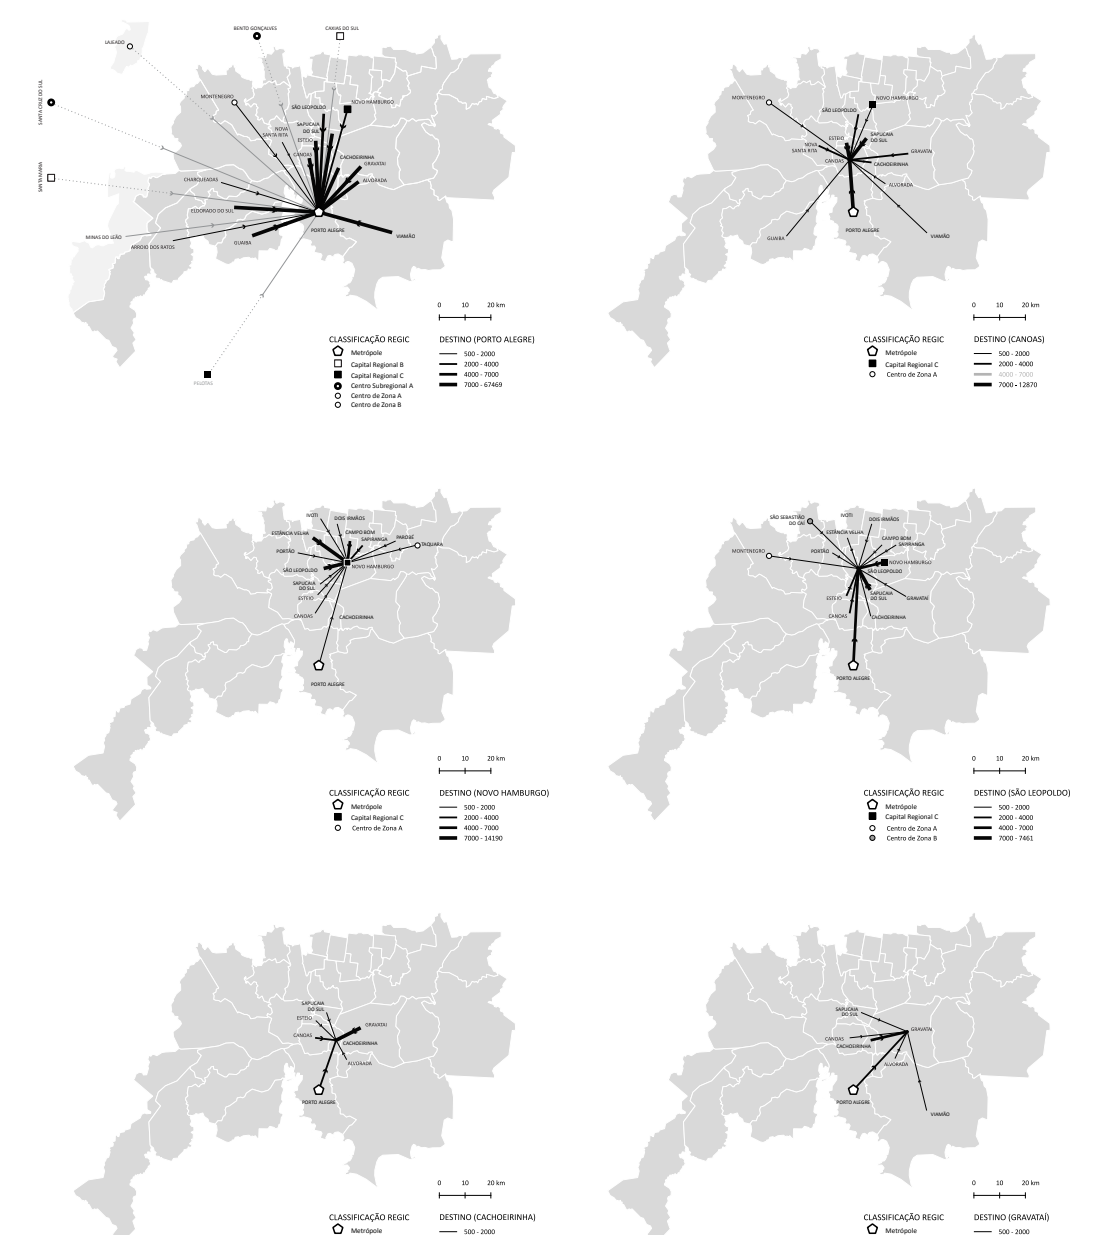 BENTO GONÇALVES
CAXIAS DO SUL
LAJEADO
SANTA CRUZ DO SUL
MONTENEGRO
SÃO LEOPOLDO
NOVO HAMBURGO
SAPUCAIA
DO SUL
NOVA
SANTA RITA
ESTEIO
CANOAS
CACHOEIRINHA
GRAVATAI
ALVORADA
SANTA MARIA
CHARQUEADAS
ELDORADO DO SUL
MINAS DO LEÃO
ARROIO DOS RATOS
GUAIBA
PORTO ALEGRE
VIAMÃO
PELOTAS
0 10 20 km
CLASSIFICAÇÃO REGIC
Metrópole
Capital Regional B
Capital Regional C
Centro Subregional A
Centro de Zona A
Centro de Zona B
DESTINO (PORTO ALEGRE)
500 - 2000
2000 - 4000
4000 - 7000
7000 - 67469
MONTENEGRO
NOVO HAMBURGO
SÃO LEOPOLDO
ESTEIO
SAPUCAIA
DO SUL
NOVA
SANTA RITA
CANOAS
GRAVATAI
CACHOEIRINHA
ALVORADA
GUAIBA
PORTO ALEGRE
VIAMÃO
0 10 20 km
CLASSIFICAÇÃO REGIC
Metrópole
Capital Regional C
Centro de Zona A
DESTINO (CANOAS)
500 - 2000
2000 - 4000
4000 - 7000
7000 - 12870
IVOTI
DOIS IRMÃOS
ESTÂNCIA VELHA
CAMPO BOM
SAPIRANGA
PAROBÉ
TAQUARA
PORTÃO
NOVO HAMBURGO
SÃO LEOPOLDO
SAPUCAIA
DO SUL
ESTEIO
CANOAS
CACHOEIRINHA
PORTO ALEGRE
0 10 20 km
CLASSIFICAÇÃO REGIC
Metrópole
Capital Regional C
Centro de Zona A
DESTINO (NOVO HAMBURGO)
500 - 2000
2000 - 4000
4000 - 7000
7000 - 14190
SÃO SEBASTIÃO
DO CAÍ
IVOTI
DOIS IRMÃOS
ESTÂNCIA VELHA
CAMPO BOM
SAPIRANGA
MONTENEGRO
PORTÃO
NOVO HAMBURGO
SÃO LEOPOLDO
SAPUCAIA
DO SUL
ESTEIO
GRAVATAI
CANOAS
CACHOEIRINHA
PORTO ALEGRE
0 10 20 km
CLASSIFICAÇÃO REGIC
Metrópole
Capital Regional C
Centro de Zona A
Centro de Zona B
DESTINO (SÃO LEOPOLDO)
500 - 2000
2000 - 4000
4000 - 7000
7000 - 7461
SAPUCAIA
DO SUL
ESTEIO
GRAVATAI
CANOAS
CACHOEIRINHA
ALVORADA
PORTO ALEGRE
0 10 20 km
CLASSIFICAÇÃO REGIC
Metrópole
DESTINO (CACHOEIRINHA)
500 - 2000
SAPUCAIA
DO SUL
GRAVATAI
CANOAS
CACHOEIRINHA
ALVORADA
PORTO ALEGRE
VIAMÃO
0 10 20 km
CLASSIFICAÇÃO REGIC
Metrópole
DESTINO (GRAVATAÍ)
500 - 2000